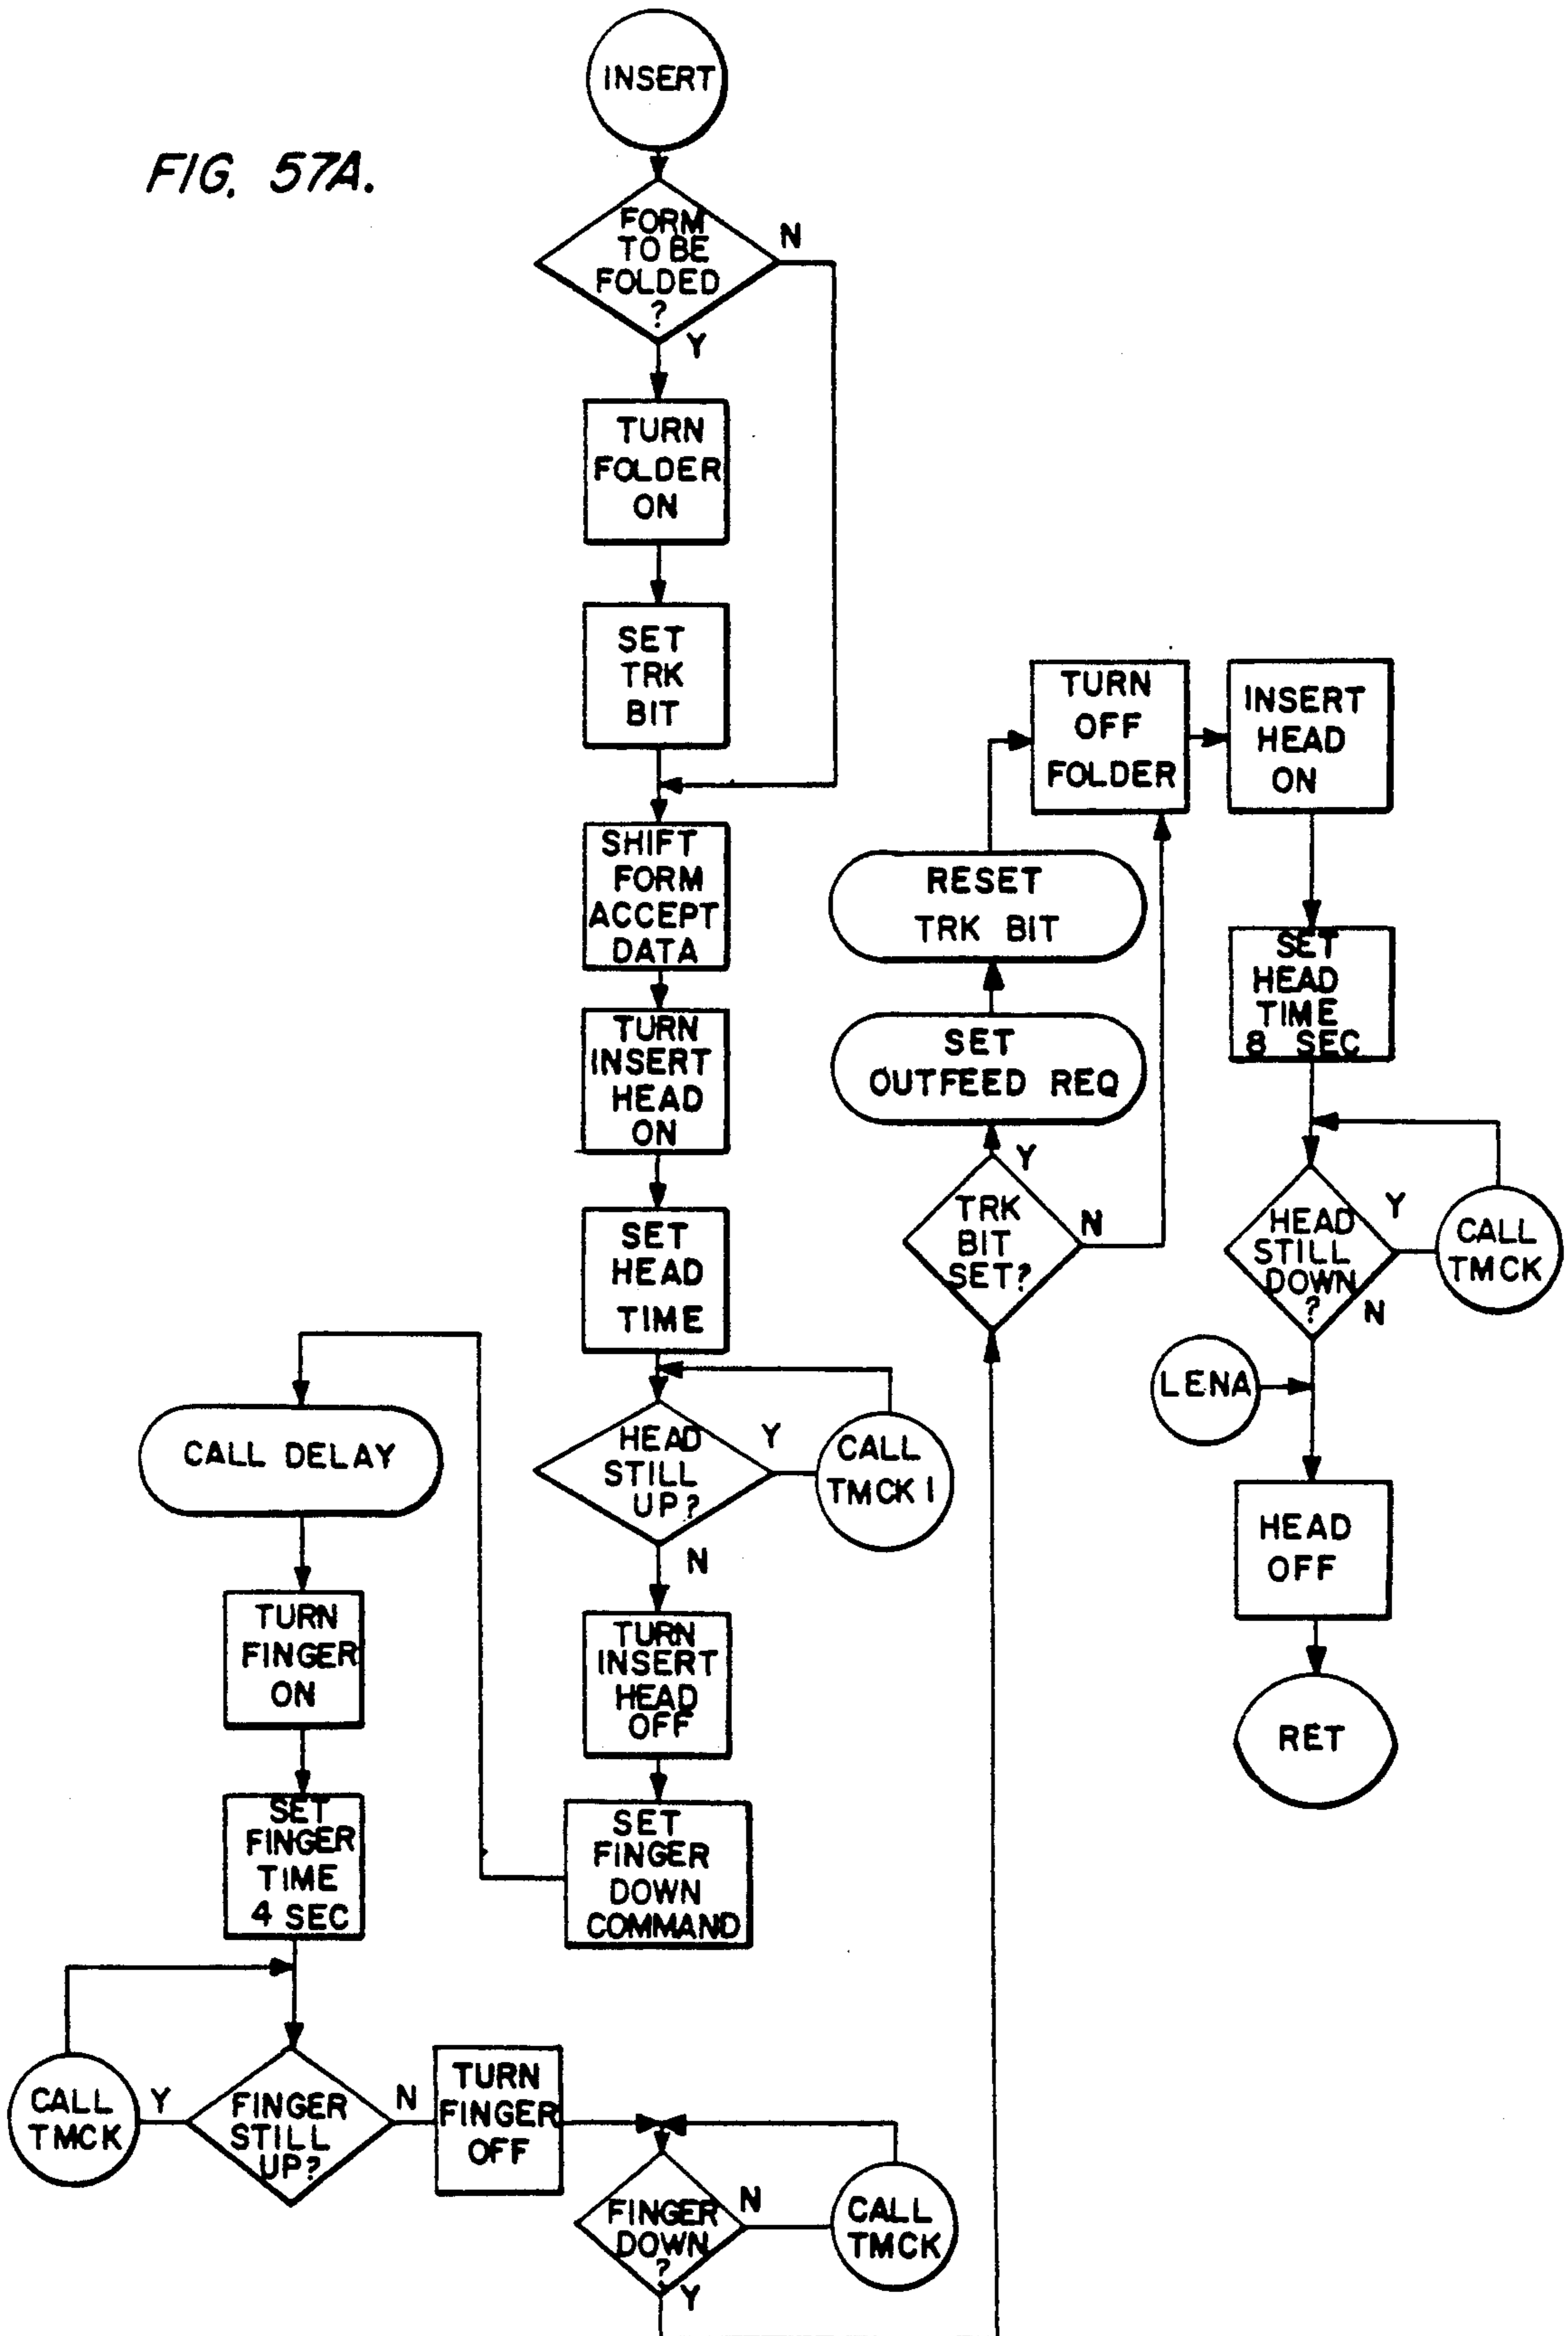 FIG. 57A.
INSERT
FORM
TO BE
FOLDED
?
N
Y
TURN
FOLDER
ON
SET
TRK
BIT
SHIFT
FORM
ACCEPT
DATA
TURN
INSERT
HEAD
ON
SET
HEAD
TIME
HEAD
STILL
UP?
Y
CALL
TMCK 1
N
TURN
INSERT
HEAD
OFF
SET
FINGER
DOWN
COMMAND
CALL DELAY
TURN
FINGER
ON
SET
FINGER
TIME
4 SEC
FINGER
STILL
UP?
Y
CALL
TMCK
N
TURN
FINGER
OFF
FINGER
DOWN
?
N
CALL
TMCK
Y
TRK
BIT
SET?
Y
N
SET
OUTFEED REQ
RESET
TRK BIT
TURN
OFF
FOLDER
INSERT
HEAD
ON
SET
HEAD
TIME
8 SEC
HEAD
STILL
DOWN
?
Y
CALL
TMCK
N
LENA
HEAD
OFF
RET